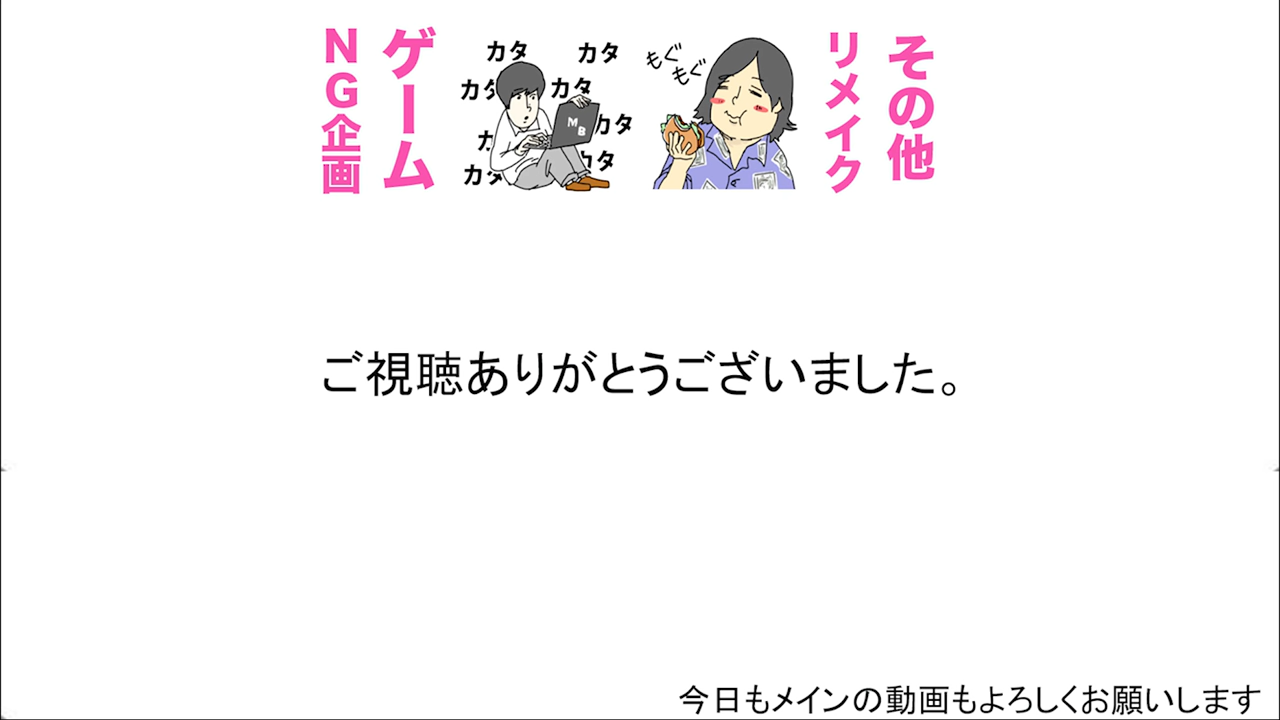 ゲーム
NG企画
カタ
カタ
カタ
カタ
カタ
カタ
カタ
カタ
MB
もぐ
もぐ
その他
リメイク
ご視聴ありがとうございました。
今日もメインの動画もよろしくお願いします